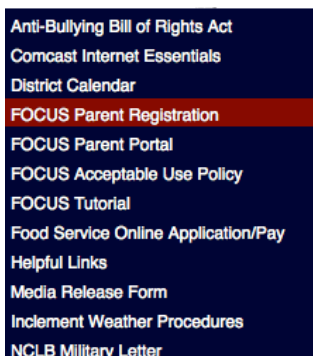 Anti-Bullying Bill of Rights Act
Comcast Internet Essentials
District Calendar
FOCUS Parent Registration
FOCUS Parent Portal
FOCUS Acceptable Use Policy
FOCUS Tutorial
Food Service Online Application/Pay
Helpful Links
Media Release Form
Inclement Weather Procedures
NCLB Military Letter